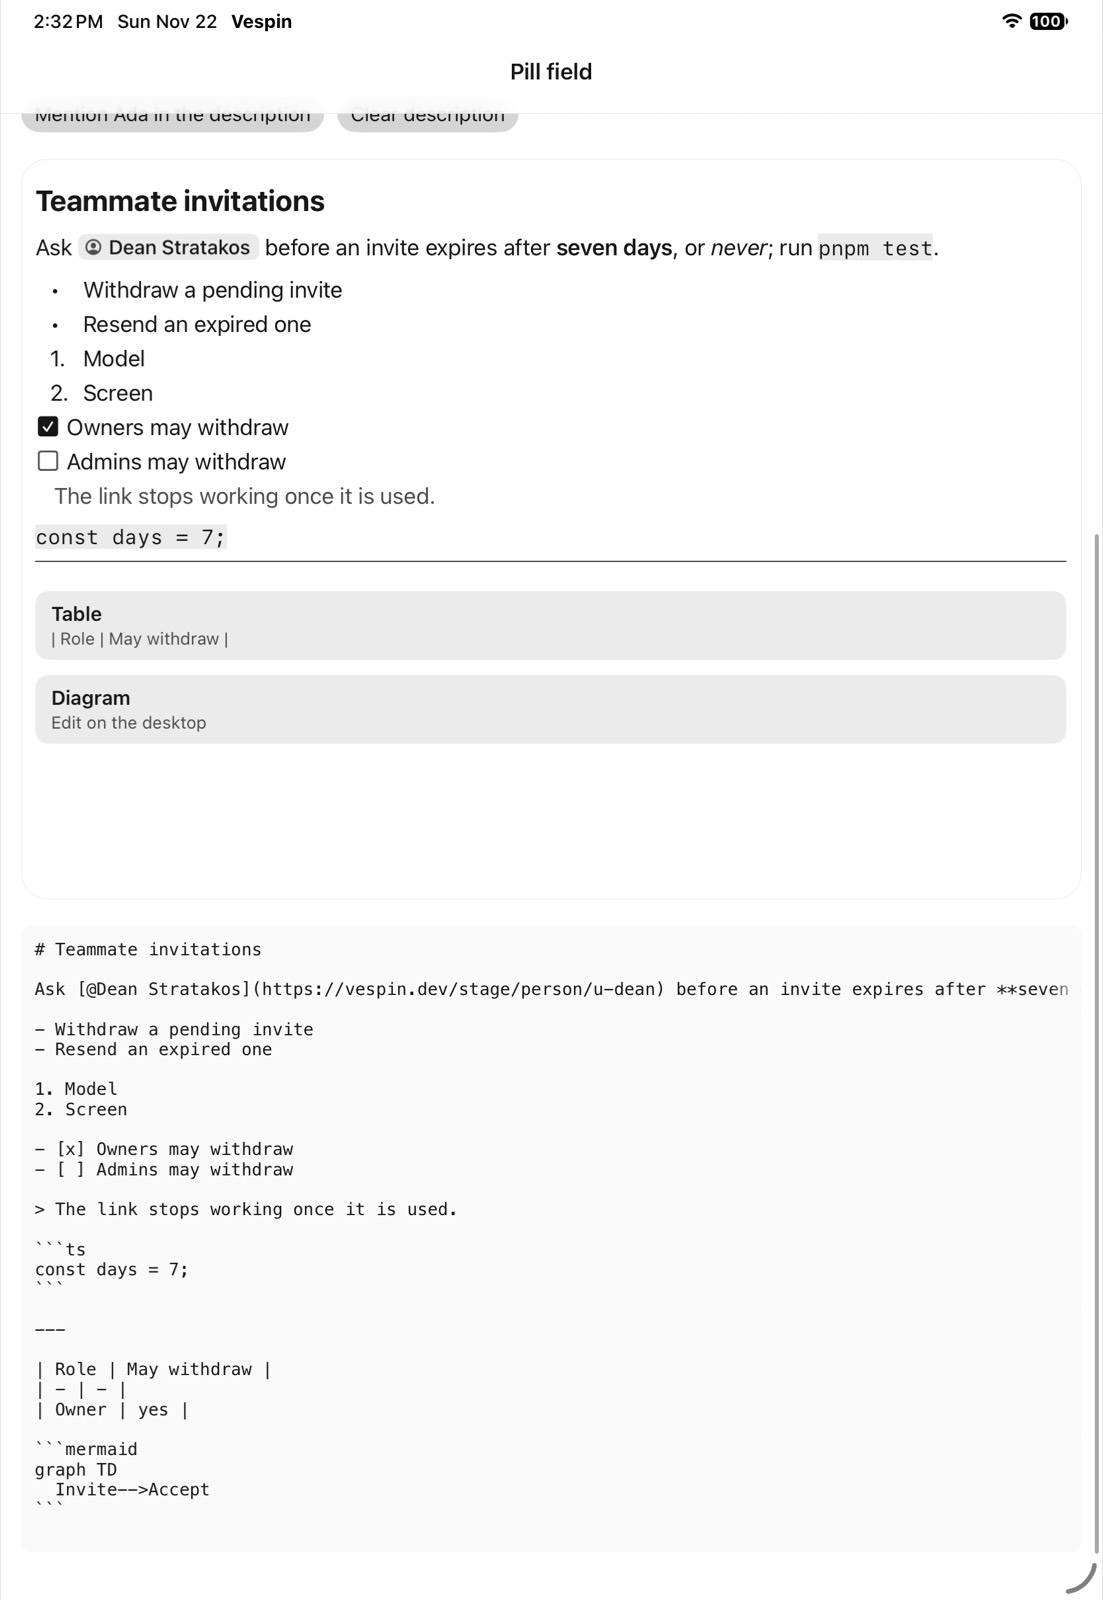 2:32 PM Sun Nov 22 Vespin 100
Pill field
Mention Ada in the description Clear description
Teammate invitations
Ask Dean Stratakos before an invite expires after seven days, or never; run pnpm test.
• Withdraw a pending invite
• Resend an expired one
1. Model
2. Screen
Owners may withdraw
Admins may withdraw
The link stops working once it is used.
const days = 7;
Table
| Role | May withdraw |
Diagram
Edit on the desktop
# Teammate invitations
Ask [@Dean Stratakos](https://vespin.dev/stage/person/u-dean) before an invite expires after **seven
- Withdraw a pending invite
- Resend an expired one
1. Model
2. Screen
- [x] Owners may withdraw
- [ ] Admins may withdraw
> The link stops working once it is used.
```ts
const days = 7;
```
---
| Role | May withdraw |
| - | - |
| Owner | yes |
```mermaid
graph TD
  Invite-->Accept
```